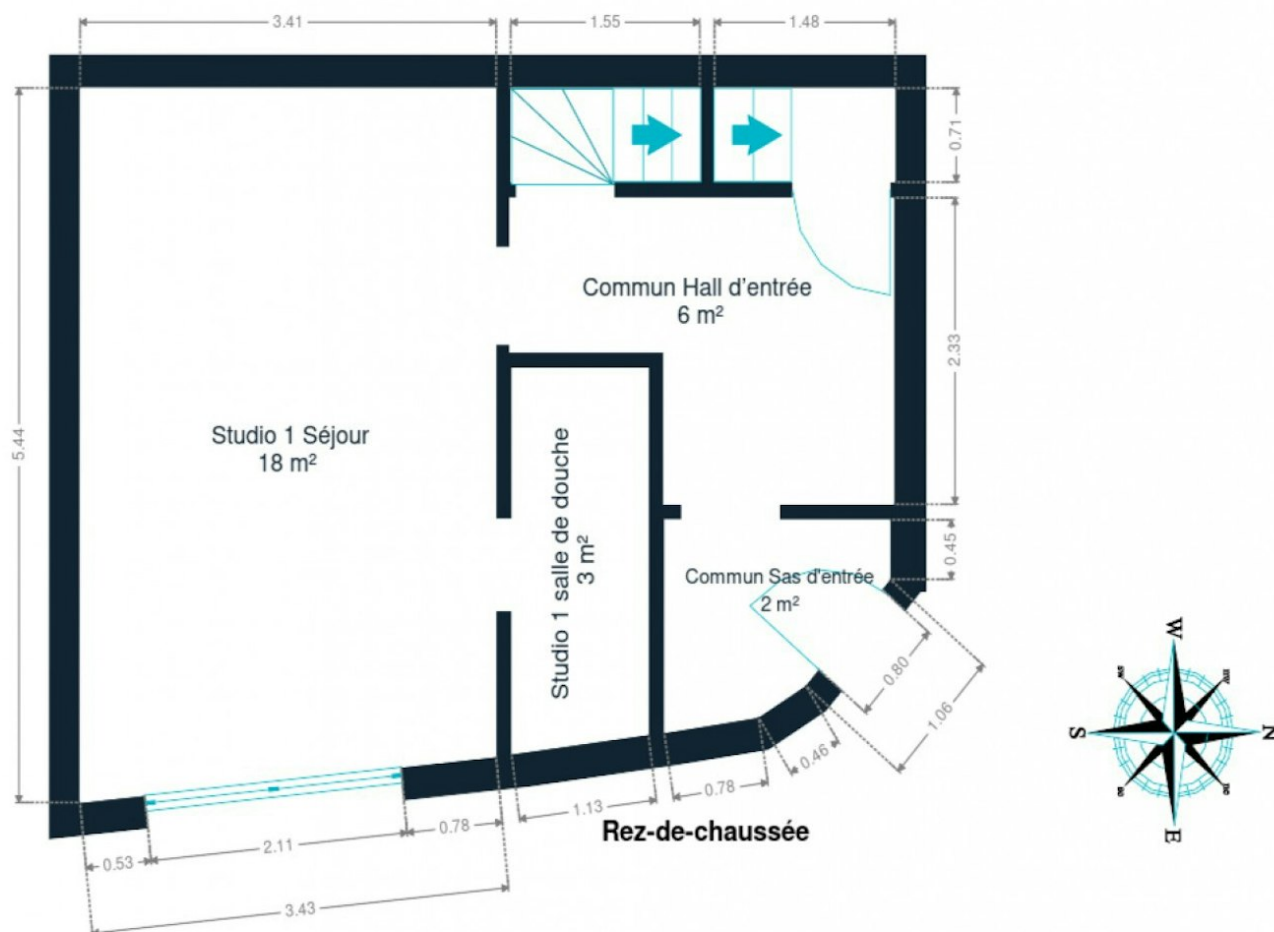 3.41
1.55
1.48
0.71
5.44
Commun Hall d'entrée
6 m²
2.33
Studio 1 Séjour
18 m²
Studio 1 salle de douche
3 m²
0.45
Commun Sas d'entrée
2 m²
0.80
1.06
0.46
0.78
1.13
0.78
2.11
0.53
3.43
Rez-de-chaussée
W
S
N
E